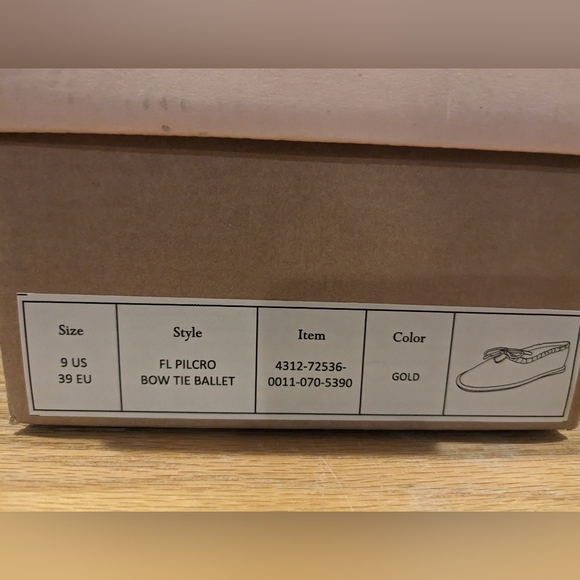 Size
9 US
39 EU
Style
FL PILCRO
BOW TIE BALLET
Item
4312-72536-
0011-070-5390
Color
GOLD